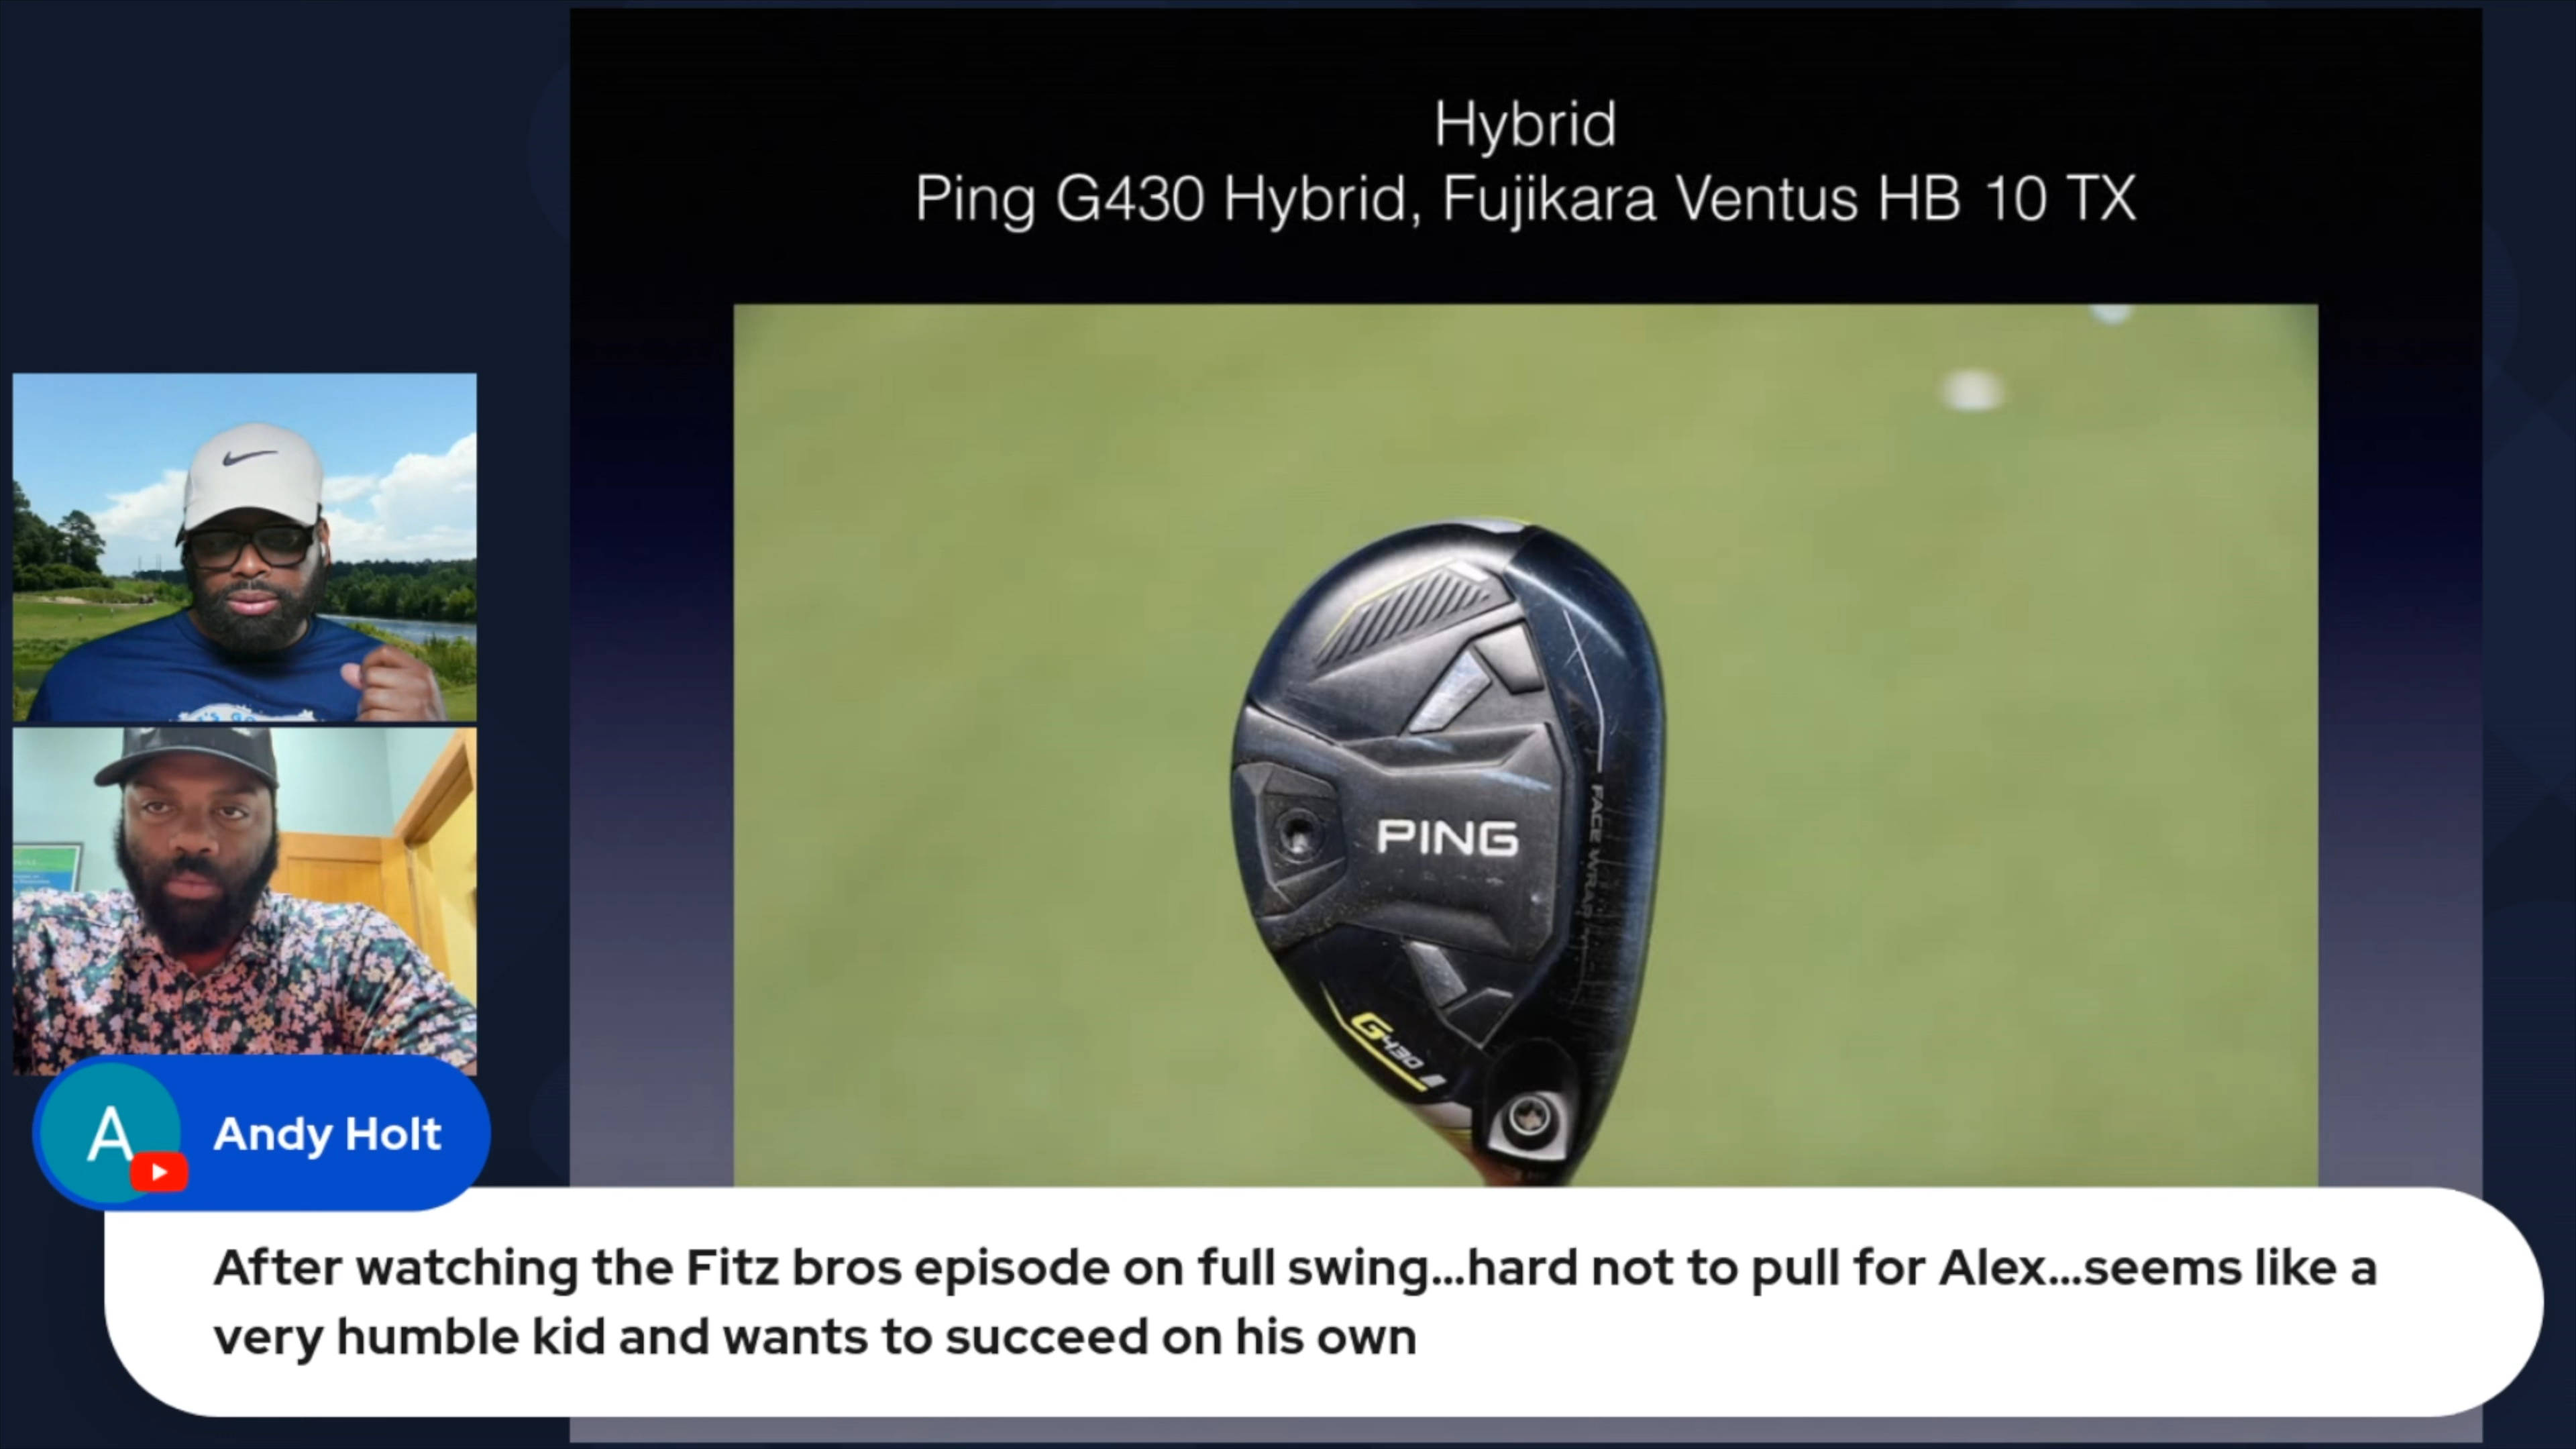 Hybrid
Ping G430 Hybrid, Fujikara Ventus HB 10 TX
FACE WRAP
PING
G430
A
Andy Holt
After watching the Fitz bros episode on full swing...hard not to pull for Alex...seems like a
very humble kid and wants to succeed on his own